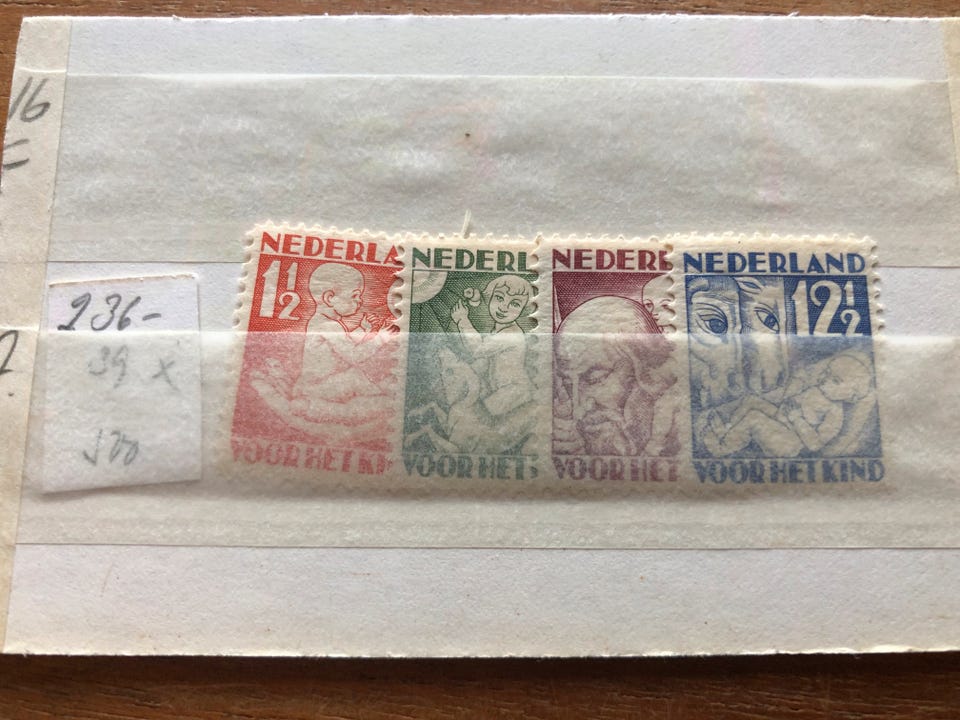 16
=
236-
39 x
NEDERLA
1½
VOOR HET KI
NEDERL
VOOR HET
NEDERL
VOOR HET
NEDERLAND
12½
VOOR HET KIND